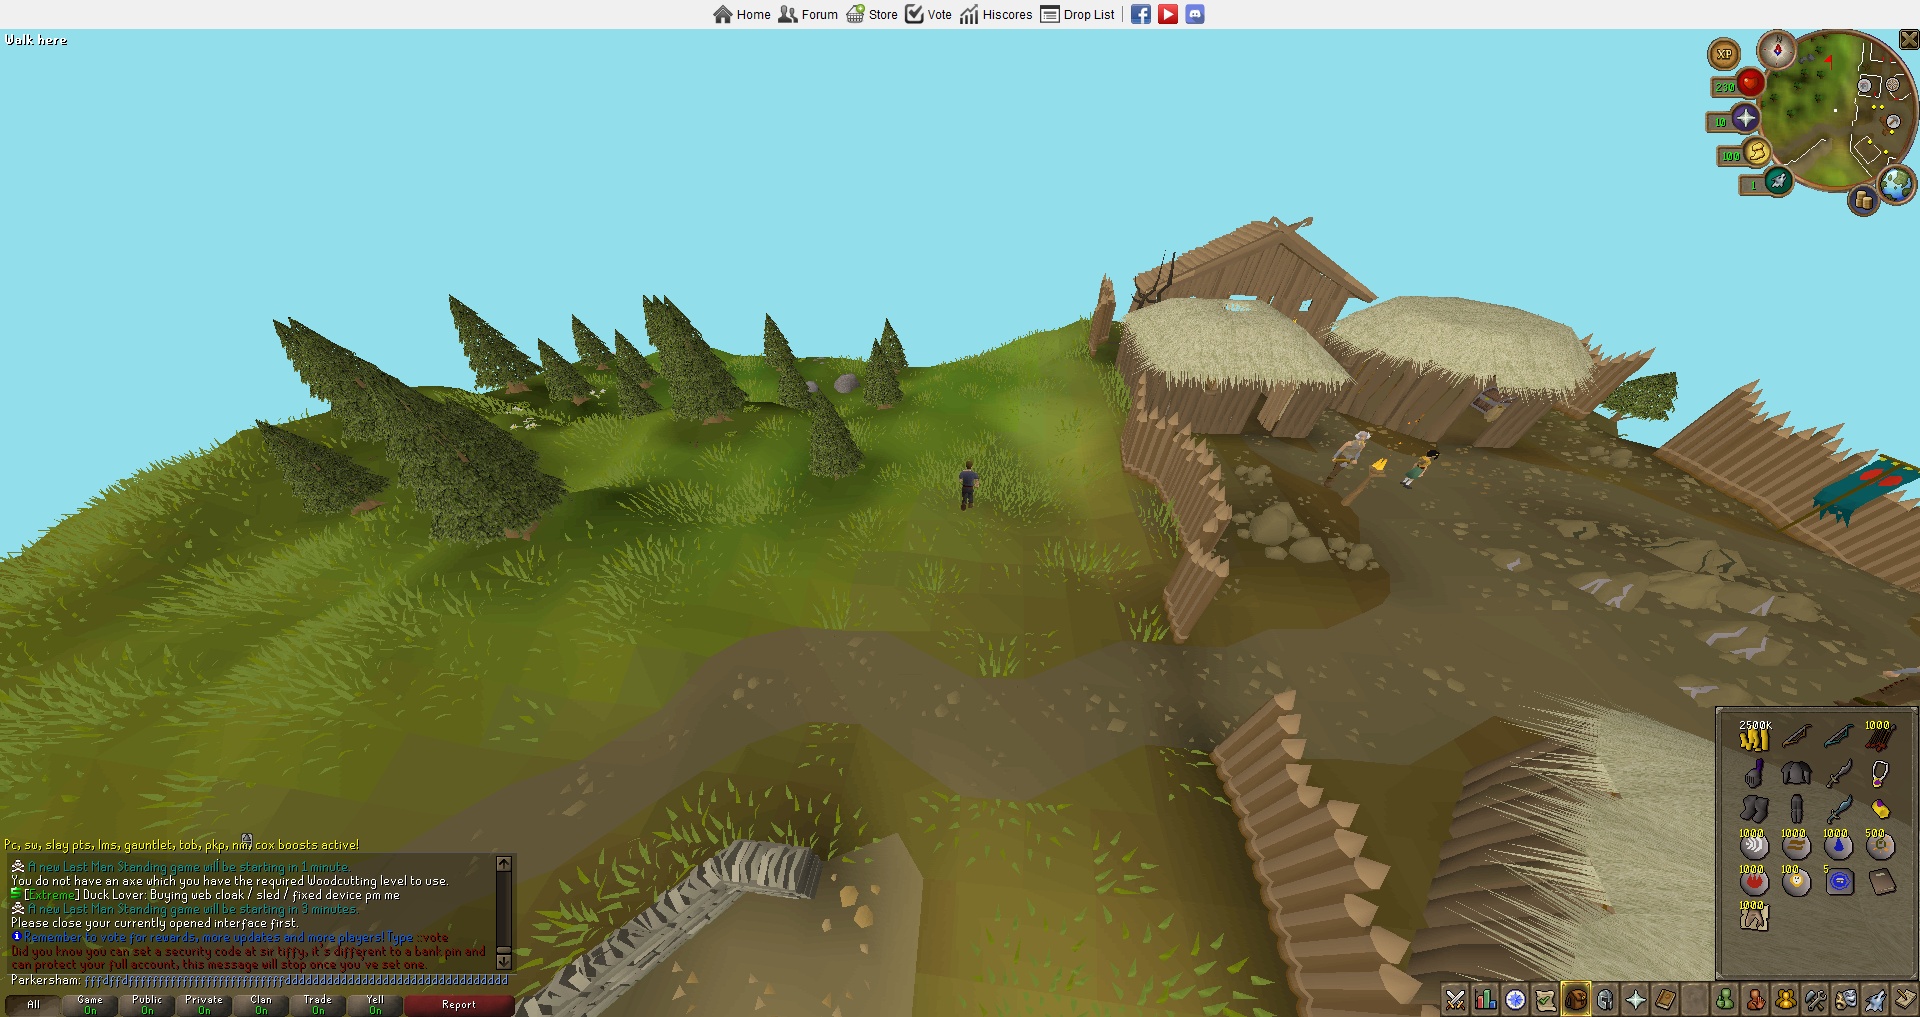 Home Forum Store Vote Hiscores Drop List
Walk here
XP
N
230
10
100
1
2500K
1000
1000 1000 1000 500
1000 100 5
1000
Pc, sw, slay pts, lms, gauntlet, tob, pkp, nm, cox boosts active!
A new Last Man Standing game will be starting in 1 minute.
You do not have an axe which you have the required Woodcutting level to use.
[Extreme] Duck Lover: Buying web cloak / sled / fixed device pm me
A new Last Man Standing game will be starting in 3 minutes.
Please close your currently opened interface first.
Remember to vote for rewards, more updates and more players! Type ::vote
Did you know you can set a security code at sir tiffy, it's different to a bank pin and
can protect your full account, this message will stop once you've set one.
Parkersham:
All Game On Public On Private On Clan On Trade On Yell On Report